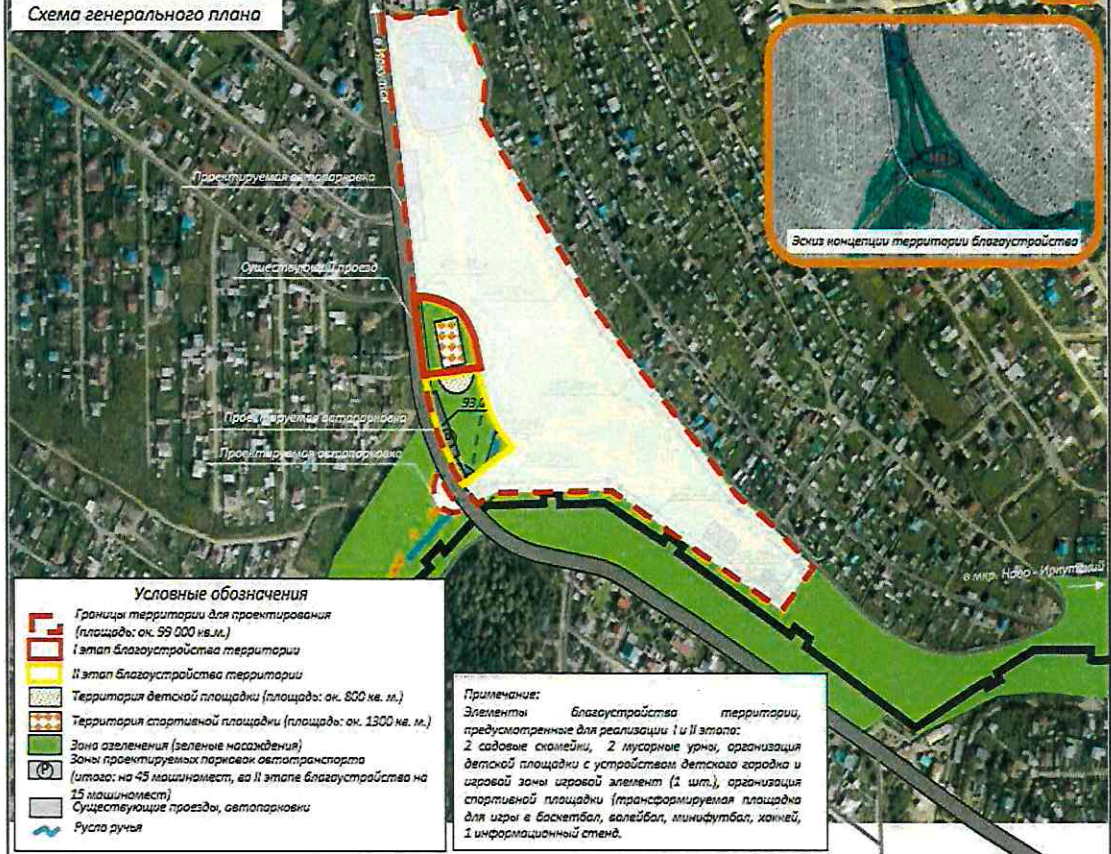 Схема генерального плана
в Иркутск
Проектируемая автопарковка
Существующий проезд
Проектируемая автопарковка
93,4
Проектируемая автопарковка
Эскиз концепции территории благоустройства
в мкр. Ново - Иркутский
Условные обозначения
Границы территории для проектирования
(площадь: ок. 99 000 кв.м.)
I этап благоустройства территории
II этап благоустройства территории
Территория детской площадки (площадь: ок. 800 кв. м.)
Территория спортивной площадки (площадь: ок. 1300 кв. м.)
Зона озеленения (зеленые насаждения)
Зоны проектируемых парковок автотранспорта
(итого: на 45 машиномест, во II этапе благоустройства на
15 машиномест)
Р
Существующие проезды, автопарковки
Русло ручья
Примечание:
Элементы благоустройства территории,
предусмотренные для реализации I и II этапа:
2 садовые скамейки, 2 мусорные урны, организация
детской площадки с устройством детского городка и
игровой зоны игровой элемент (1 шт.), организация
спортивной площадки (трансформируемая площадка
для игры в баскетбол, волейбол, минифутбол, хоккей,
1 информационный стенд.